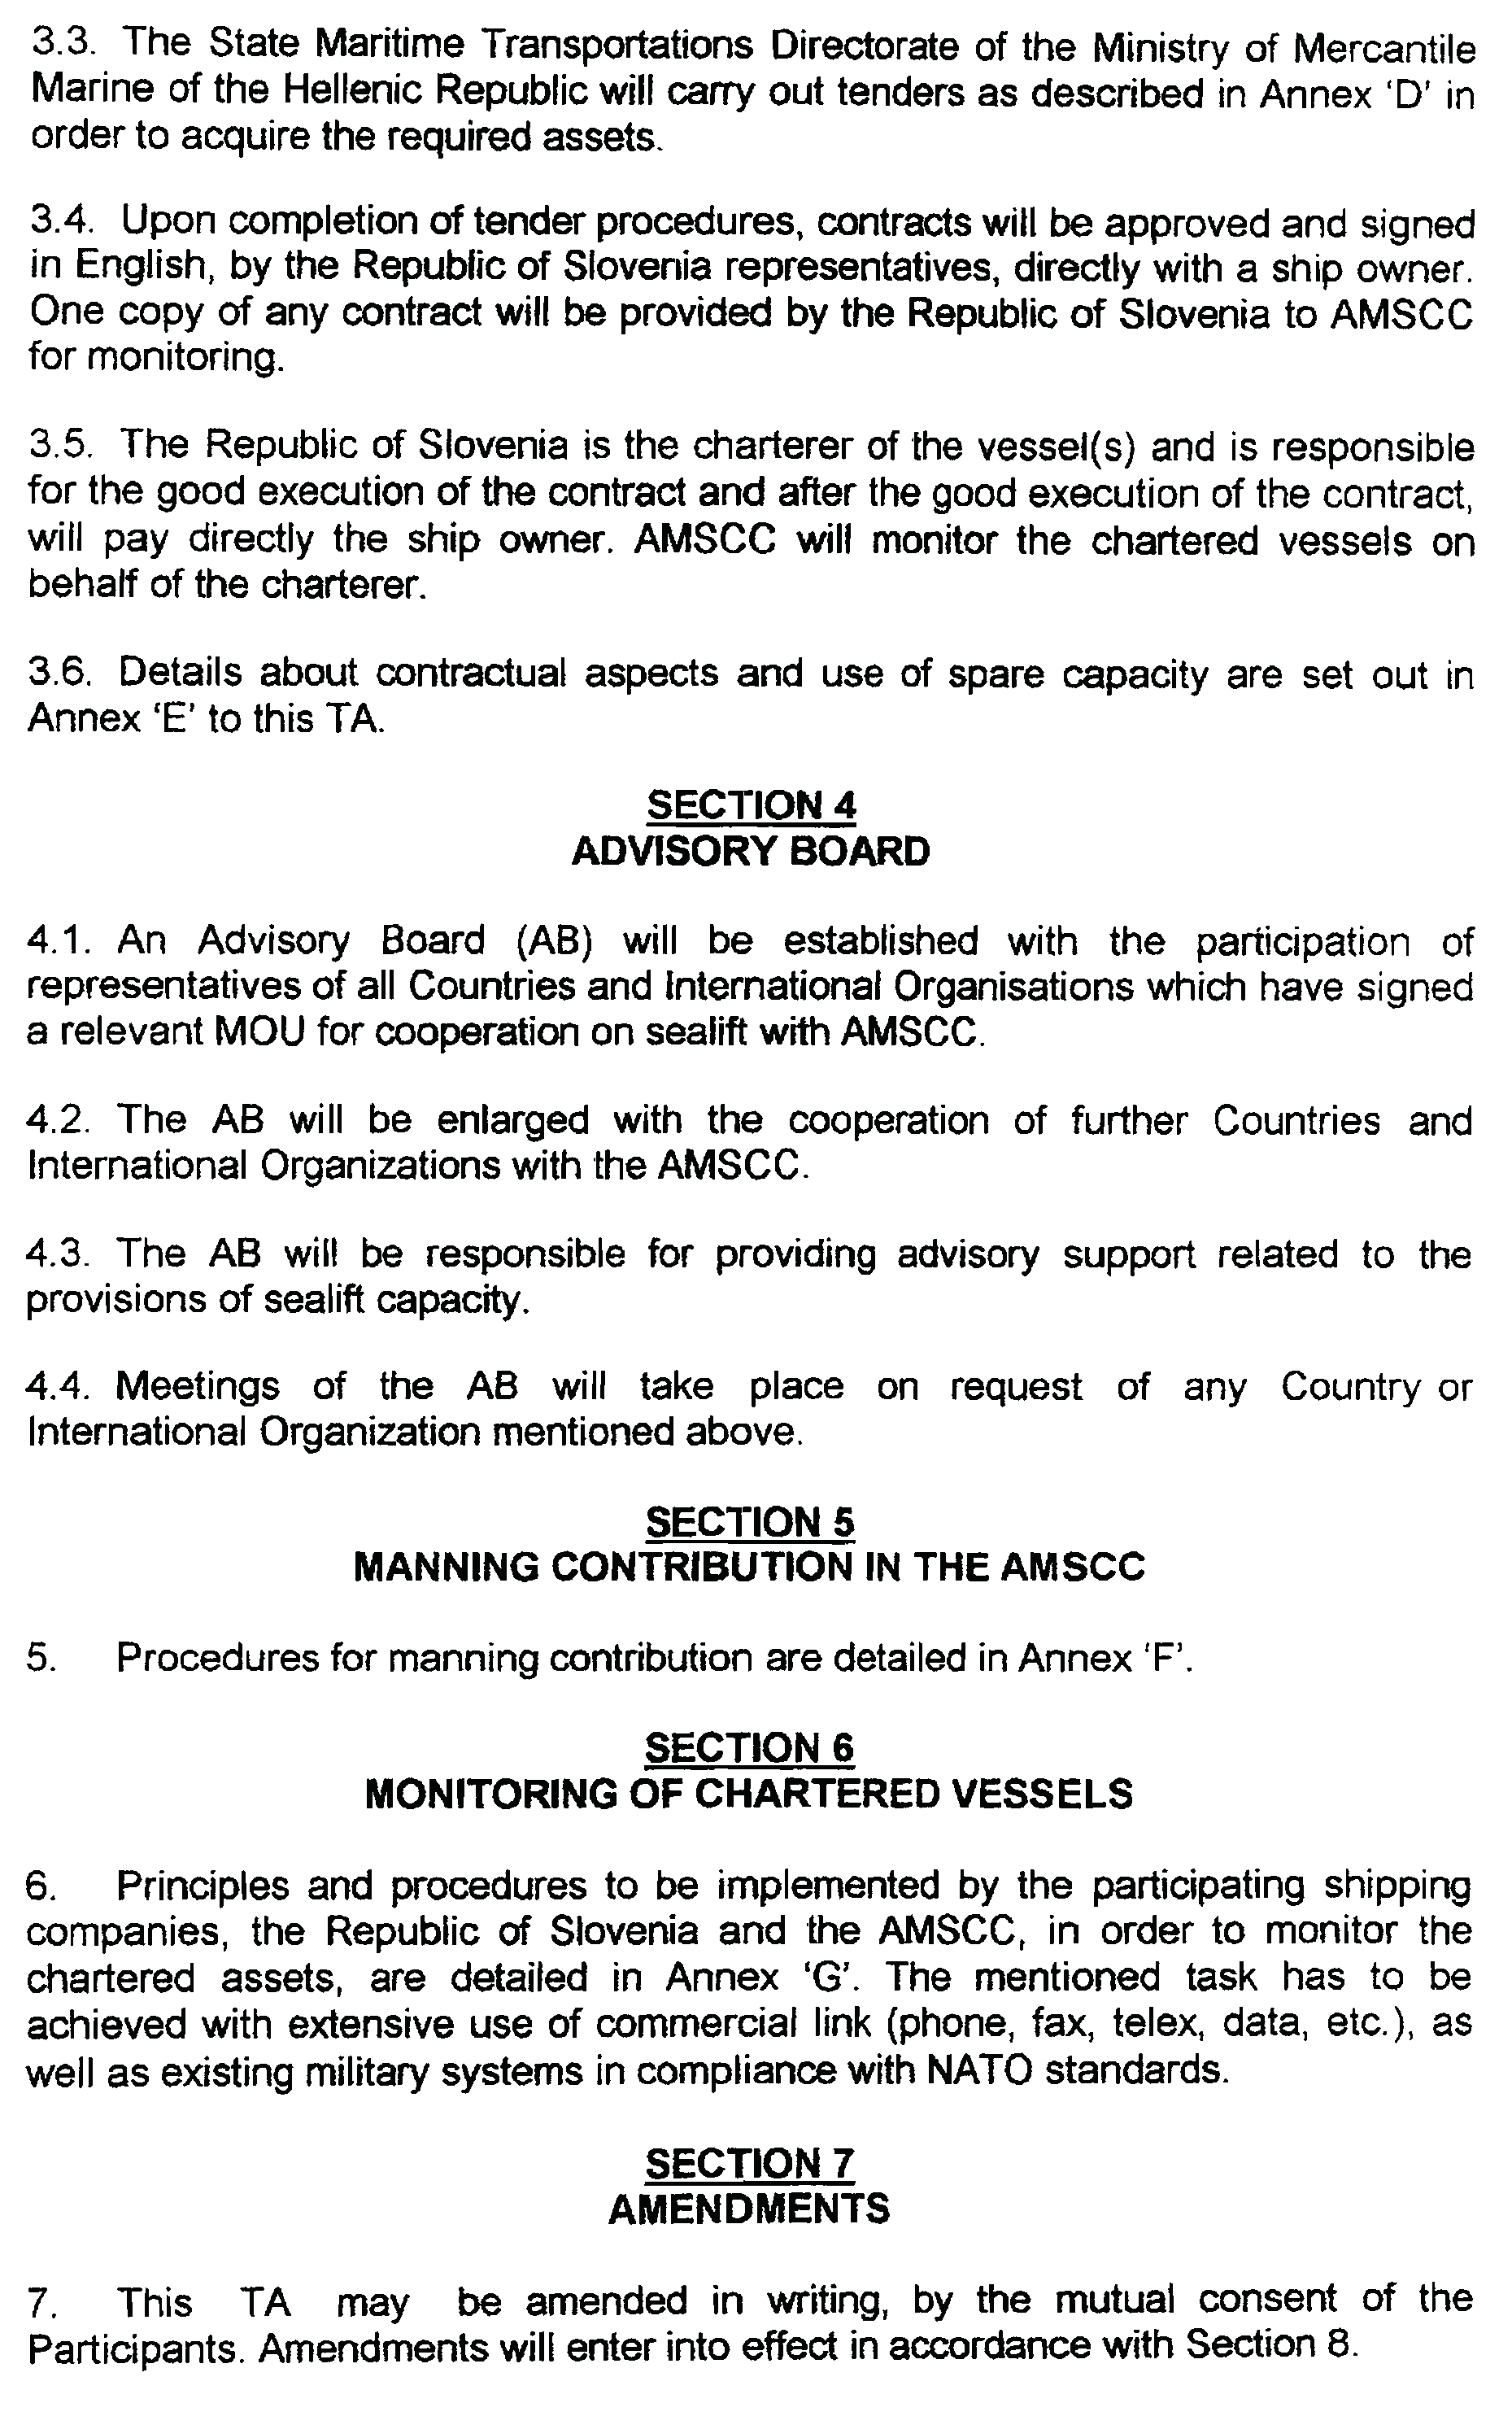 3.3. The State Maritime Transportations Directorate of the Ministry of Mercantile
Marine of the Hellenic Republic will carry out tenders as described in Annex ‘D’ in
order to acquire the required assets.
3.4. Upon completion of tender procedures, contracts will be approved and signed
in English, by the Republic of Slovenia representatives, directly with a ship owner.
One copy of any contract will be provided by the Republic of Slovenia to AMSCC
for monitoring.
3.5. The Republic of Slovenia is the charterer of the vessel(s) and is responsible
for the good execution of the contract and after the good execution of the contract,
will pay directly the ship owner. AMSCC will monitor the chartered vessels on
behalf of the charterer.
3.6. Details about contractual aspects and use of spare capacity are set out in
Annex ‘E’ to this TA.
SECTION 4
ADVISORY BOARD
4.1. An Advisory Board (AB) will be established with the participation of
representatives of all Countries and International Organisations which have signed
a relevant MOU for cooperation on sealift with AMSCC.
4.2. The AB will be enlarged with the cooperation of further Countries and
International Organizations with the AMSCC.
4.3. The AB will be responsible for providing advisory support related to the
provisions of sealift capacity.
4.4. Meetings of the AB will take place on request of any Country or
International Organization mentioned above.
SECTION 5
MANNING CONTRIBUTION IN THE AMSCC
5. Procedures for manning contribution are detailed in Annex ‘F’.
SECTION 6
MONITORING OF CHARTERED VESSELS
6. Principles and procedures to be implemented by the participating shipping
companies, the Republic of Slovenia and the AMSCC, in order to monitor the
chartered assets, are detailed in Annex ‘G’. The mentioned task has to be
achieved with extensive use of commercial link (phone, fax, telex, data, etc.), as
well as existing military systems in compliance with NATO standards.
SECTION 7
AMENDMENTS
7. This TA may be amended in writing, by the mutual consent of the
Participants. Amendments will enter into effect in accordance with Section 8.